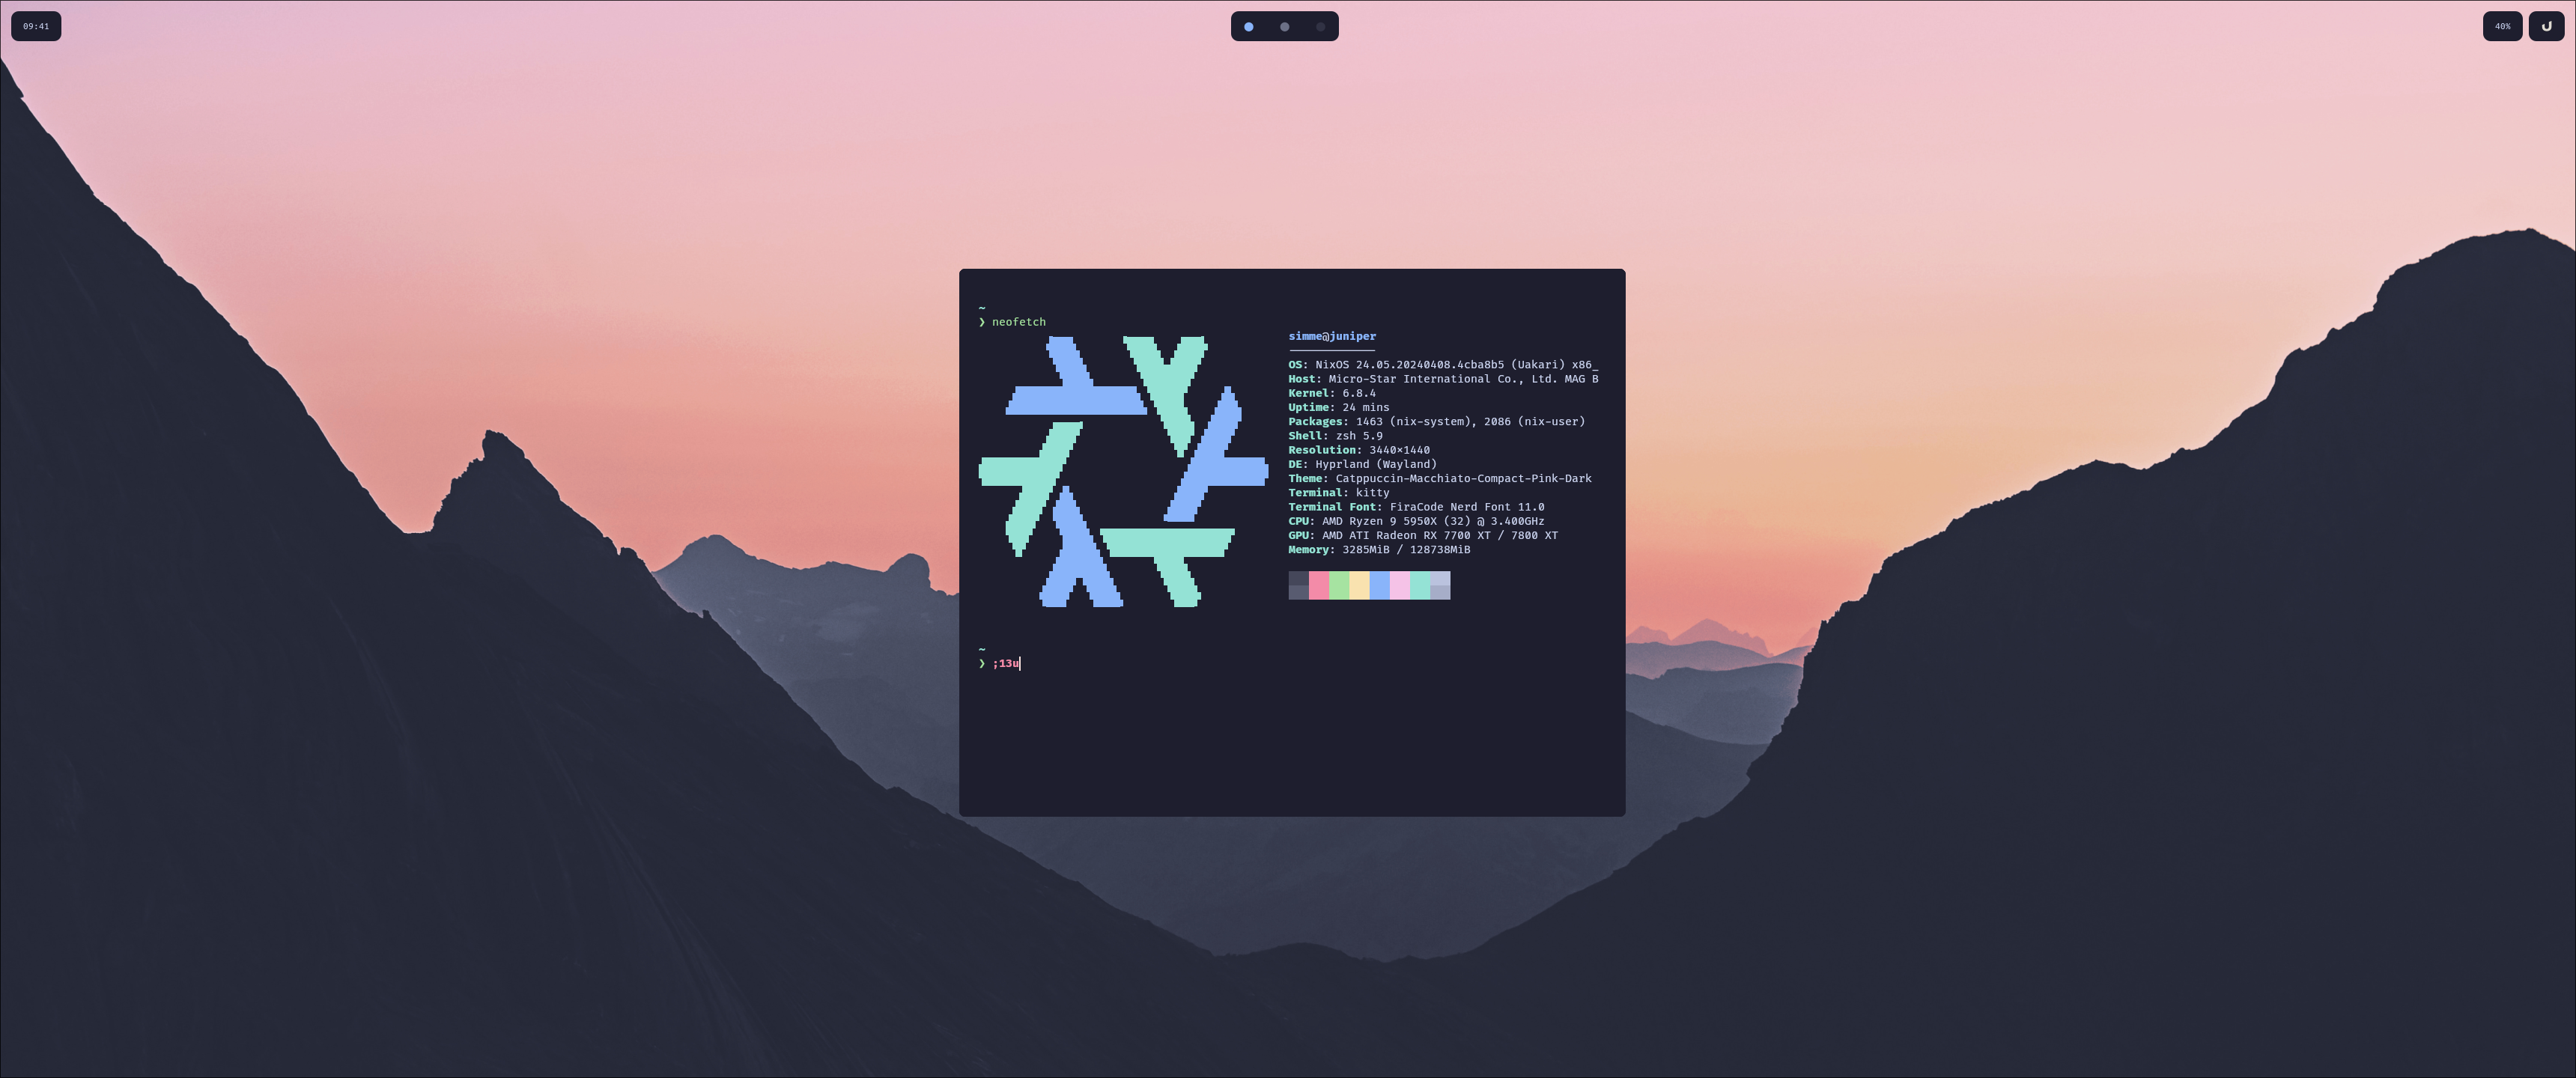 09:41
40%
~
❯ neofetch
simme@juniper
──────────────
OS: NixOS 24.05.20240408.4cba8b5 (Uakari) x86_
Host: Micro-Star International Co., Ltd. MAG B
Kernel: 6.8.4
Uptime: 24 mins
Packages: 1463 (nix-system), 2086 (nix-user)
Shell: zsh 5.9
Resolution: 3440×1440
DE: Hyprland (Wayland)
Theme: Catppuccin-Macchiato-Compact-Pink-Dark
Terminal: kitty
Terminal Font: FiraCode Nerd Font 11.0
CPU: AMD Ryzen 9 5950X (32) @ 3.400GHz
GPU: AMD ATI Radeon RX 7700 XT / 7800 XT
Memory: 3285MiB / 128738MiB
~
❯ ;13u